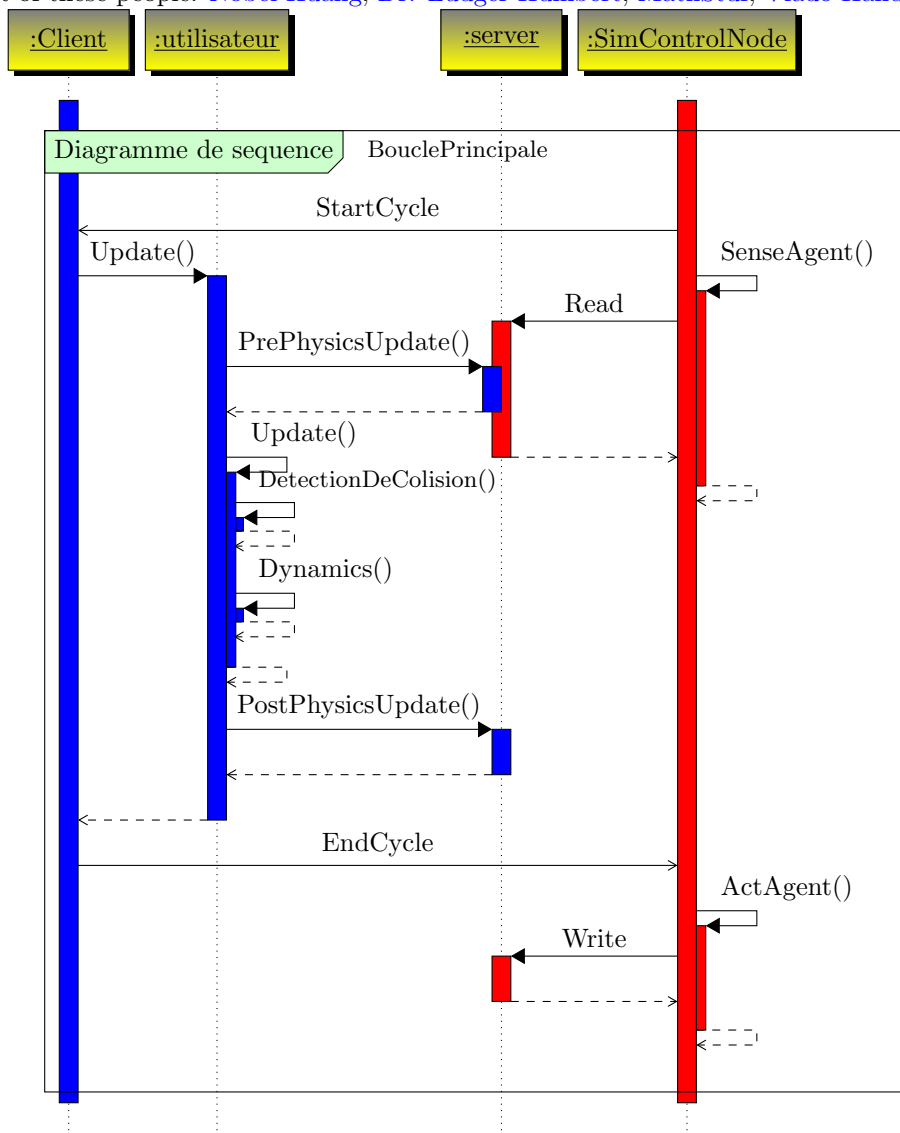 :Client :utilisateur :server :SimControlNode
Diagramme de sequence BouclePrincipale
StartCycle
Update() SenseAgent()
Read
PrePhysicsUpdate()
Update()
DetectionDeColision()
Dynamics()
PostPhysicsUpdate()
EndCycle
ActAgent()
Write